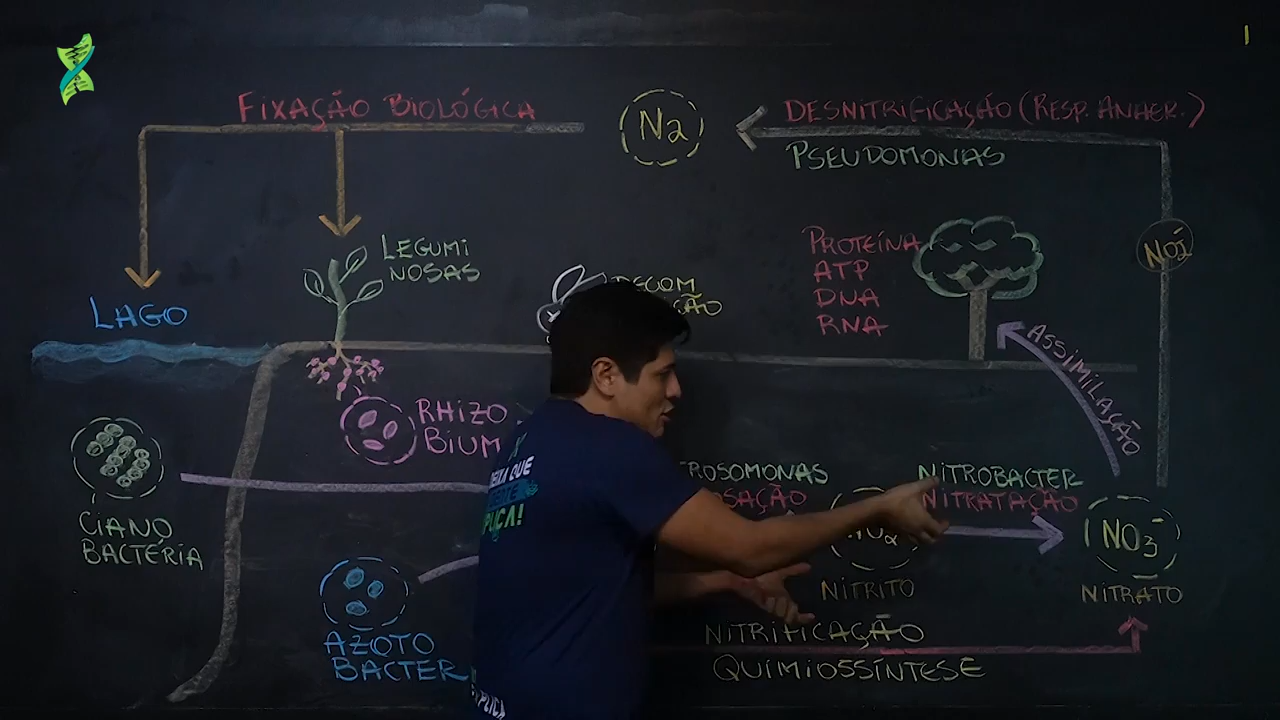 FIXAÇÃO BIOLÓGICA
N2
DESNITRIFICAÇÃO (RESP. ANAER.)
PSEUDOMONAS
LEGUMI
NOSAS
PROTEÍNA
ATP
DNA
RNA
LAGO
ASSIMILAÇÃO
RHIZO
BIUM
CIANO
BACTÉRIA
AZOTO
BACTER
ROSOMONAS
NITROBACTER
NITRATAÇÃO
NO3-
NITRITO
NITRATO
NITRIFICAÇÃO
QUIMIOSSÍNTESE